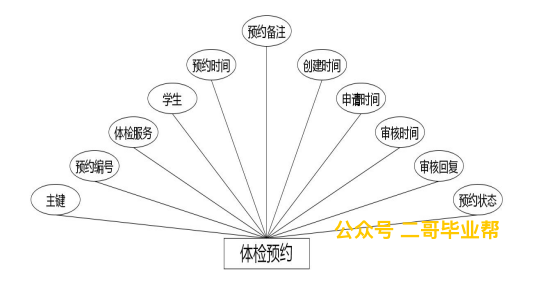 预约备注
预约时间
创建时间
学生
申请时间
体检服务
审核时间
预约编号
审核回复
主键
预约状态
公众号 二哥毕业帮
体检预约